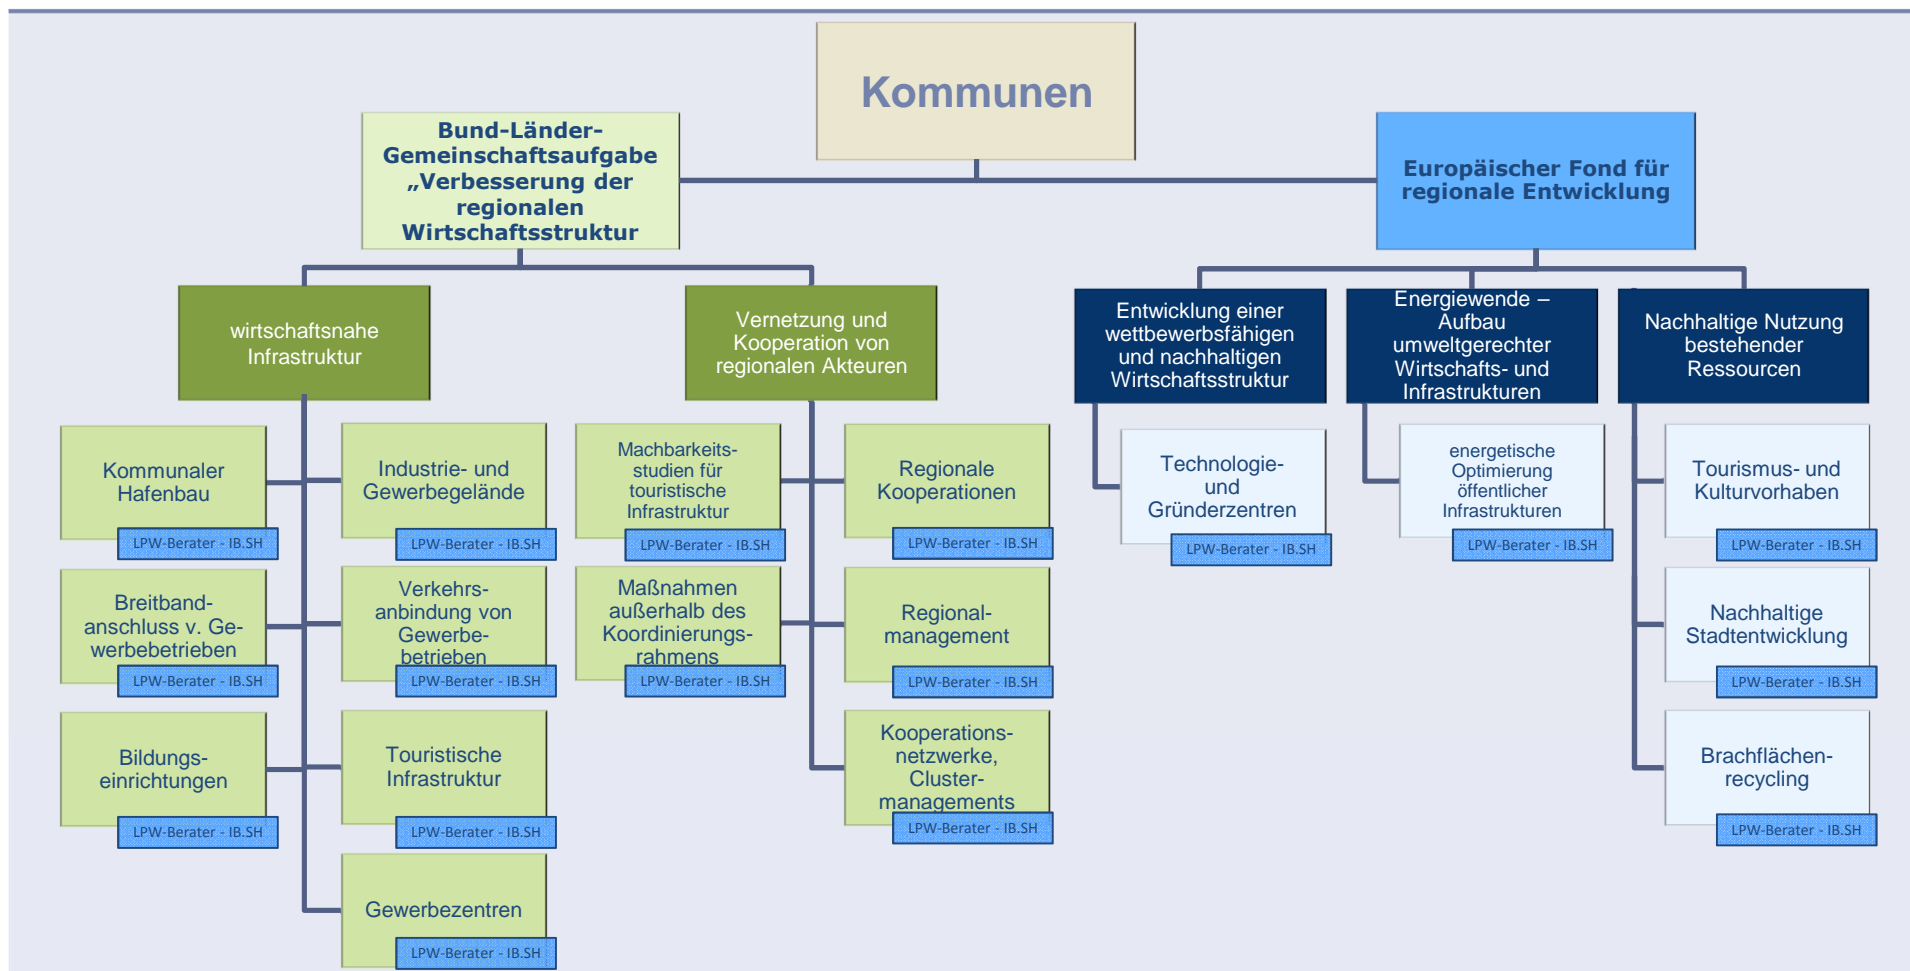 Kommunen
Bund-Länder-
Gemeinschaftsaufgabe
„Verbesserung der
regionalen
Wirtschaftsstruktur
Europäischer Fond für
regionale Entwicklung
wirtschaftsnahe
Infrastruktur
Vernetzung und
Kooperation von
regionalen Akteuren
Entwicklung einer
wettbewerbsfähigen
und nachhaltigen
Wirtschaftsstruktur
Energiewende –
Aufbau
umweltgerechter
Wirtschafts- und
Infrastrukturen
Nachhaltige Nutzung
bestehender
Ressourcen
Kommunaler
Hafenbau
LPW-Berater - IB.SH
Industrie- und
Gewerbegelände
LPW-Berater - IB.SH
Machbarkeits-
studien für
touristische
Infrastruktur
LPW-Berater - IB.SH
Regionale
Kooperationen
LPW-Berater - IB.SH
Technologie-
und
Gründerzentren
LPW-Berater - IB.SH
energetische
Optimierung
öffentlicher
Infrastrukturen
LPW-Berater - IB.SH
Tourismus- und
Kulturvorhaben
LPW-Berater - IB.SH
Breitband-
anschluss v. Ge-
werbebetrieben
LPW-Berater - IB.SH
Verkehrs-
anbindung von
Gewerbe-
betrieben
LPW-Berater - IB.SH
Maßnahmen
außerhalb des
Koordinierungs-
rahmens
LPW-Berater - IB.SH
Regional-
management
LPW-Berater - IB.SH
Nachhaltige
Stadtentwicklung
LPW-Berater - IB.SH
Bildungs-
einrichtungen
LPW-Berater - IB.SH
Touristische
Infrastruktur
LPW-Berater - IB.SH
Kooperations-
netzwerke,
Cluster-
managements
LPW-Berater - IB.SH
Brachflächen-
recycling
LPW-Berater - IB.SH
Gewerbezentren
LPW-Berater - IB.SH